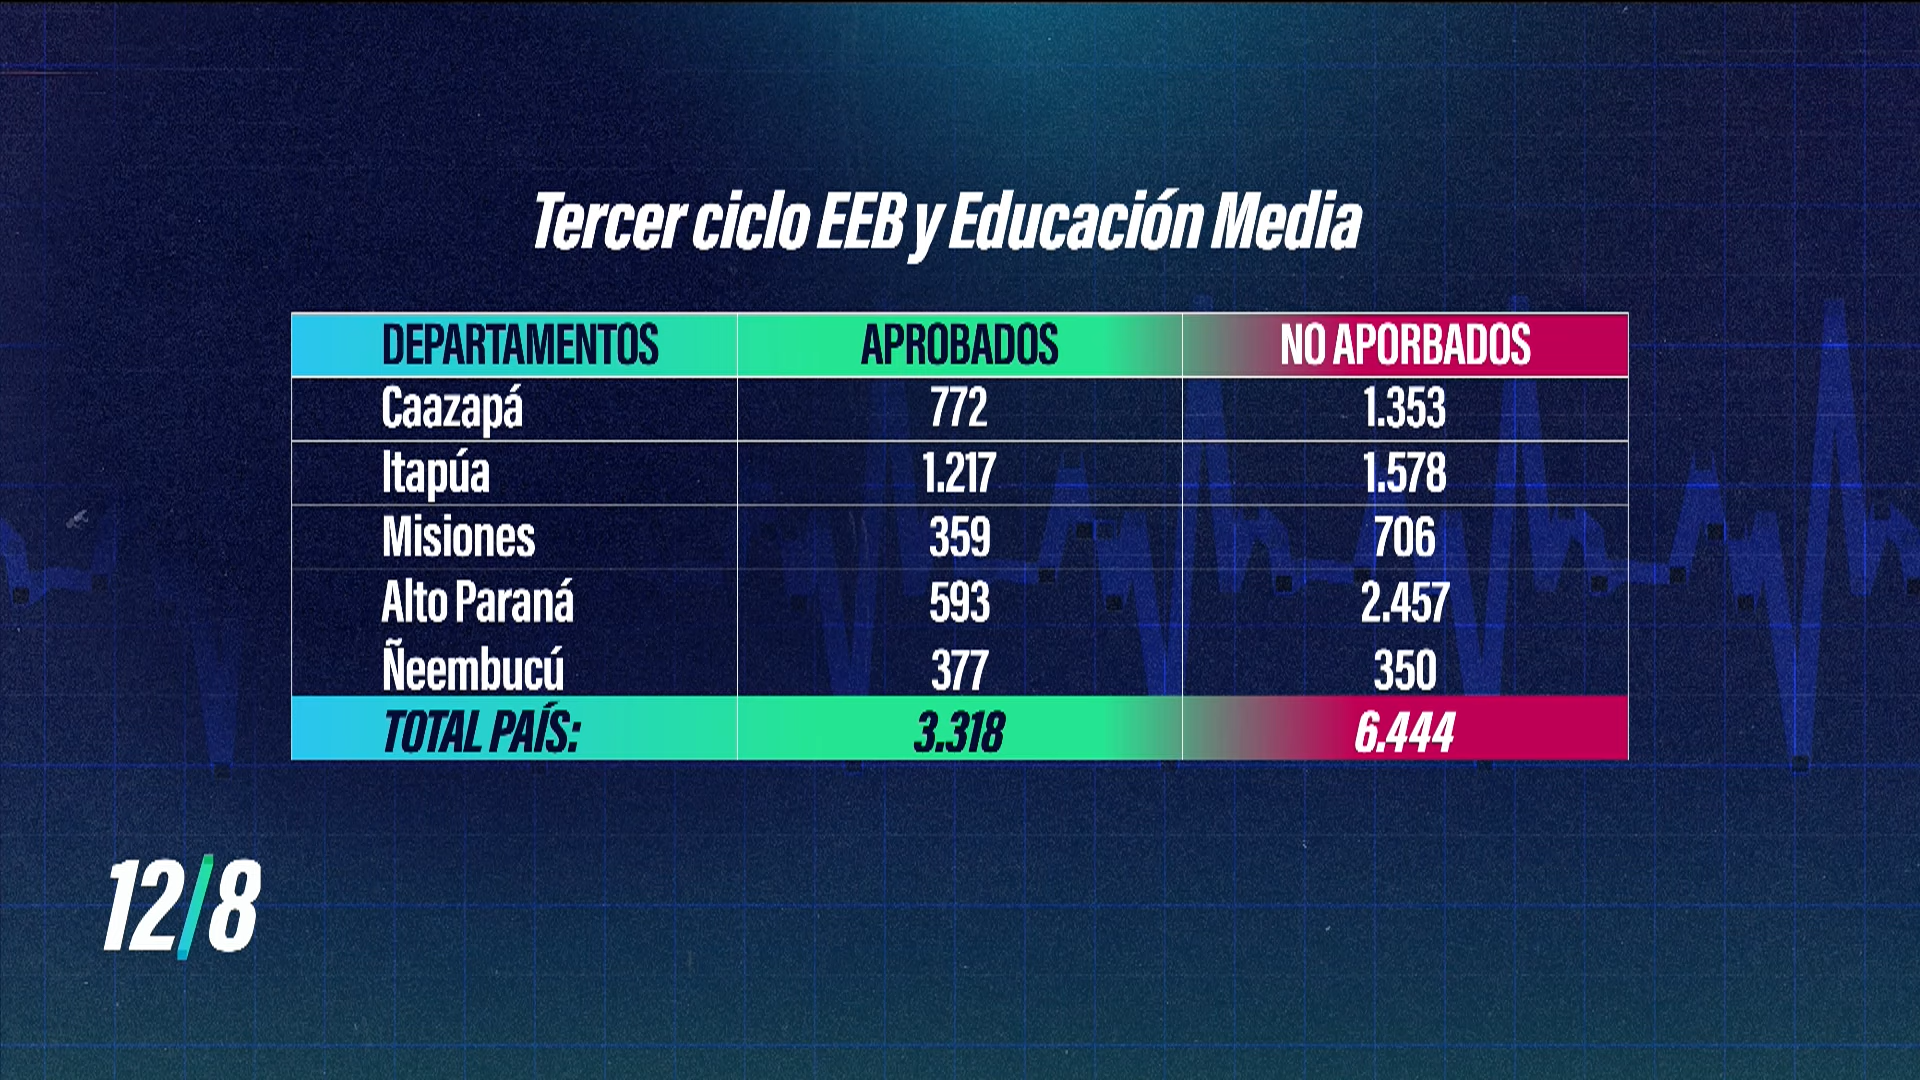 Tercer ciclo EEB y Educación Media
DEPARTAMENTOS APROBADOS NO APORBADOS
Caazapá 772 1.353
Itapúa 1.217 1.578
Misiones 359 706
Alto Paraná 593 2.457
Ñeembucú 377 350
TOTAL PAÍS: 3.318 6.444
12/8